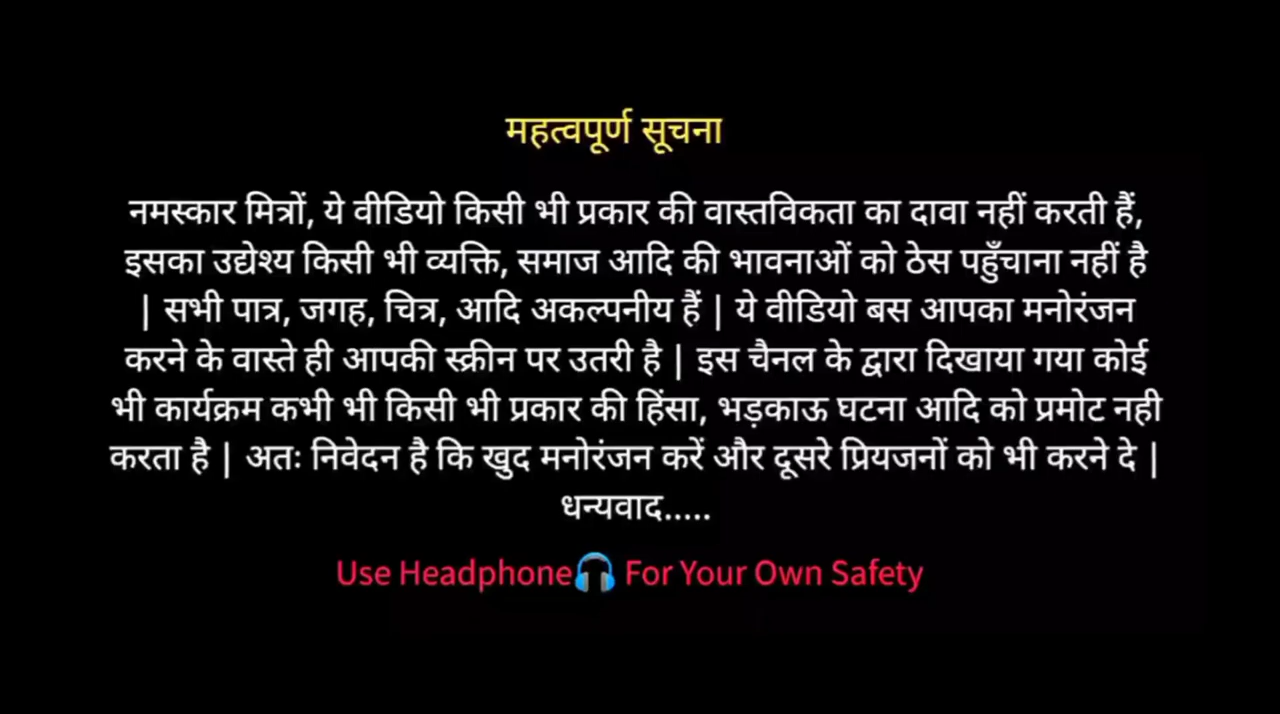 महत्वपूर्ण सूचना
नमस्कार मित्रों, ये वीडियो किसी भी प्रकार की वास्तविकता का दावा नहीं करती हैं,
इसका उद्येश्य किसी भी व्यक्ति, समाज आदि की भावनाओं को ठेस पहुँचाना नहीं है
| सभी पात्र, जगह, चित्र, आदि अकल्पनीय हैं | ये वीडियो बस आपका मनोरंजन
करने के वास्ते ही आपकी स्क्रीन पर उतरी है | इस चैनल के द्वारा दिखाया गया कोई
भी कार्यक्रम कभी भी किसी भी प्रकार की हिंसा, भड़काऊ घटना आदि को प्रमोट नही
करता है | अतः निवेदन है कि खुद मनोरंजन करें और दूसरे प्रियजनों को भी करने दे |
धन्यवाद.....
Use Headphone🎧 For Your Own Safety